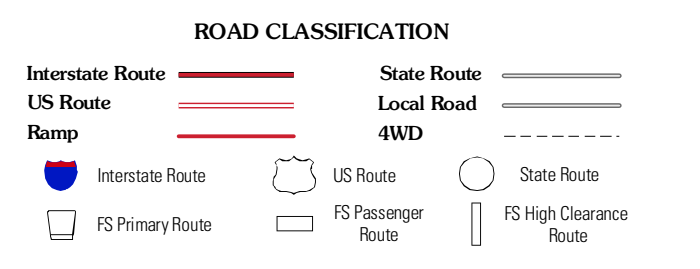 ROAD CLASSIFICATION
Interstate Route
State Route
US Route
Local Road
Ramp
4WD
Interstate Route
US Route
State Route
FS Primary Route
FS Passenger
Route
FS High Clearance
Route